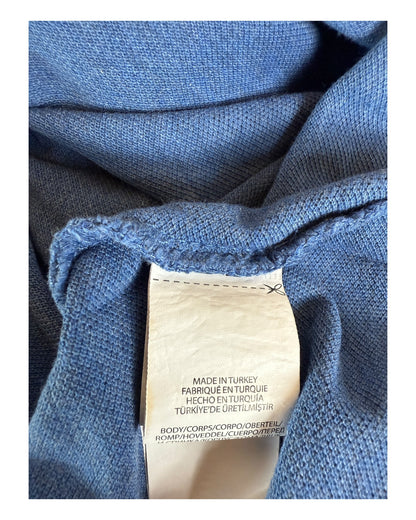 MADE IN TURKEY
FABRIQUÉ EN TURQUIE
HECHO EN TURQUÍA
TÜRKİYE'DE ÜRETİLMİŞTİR
BODY/CORPS/CORPO/OBERTEIL/
ROMP/HOVEDDEL/CUERPO/ПЕРЕД